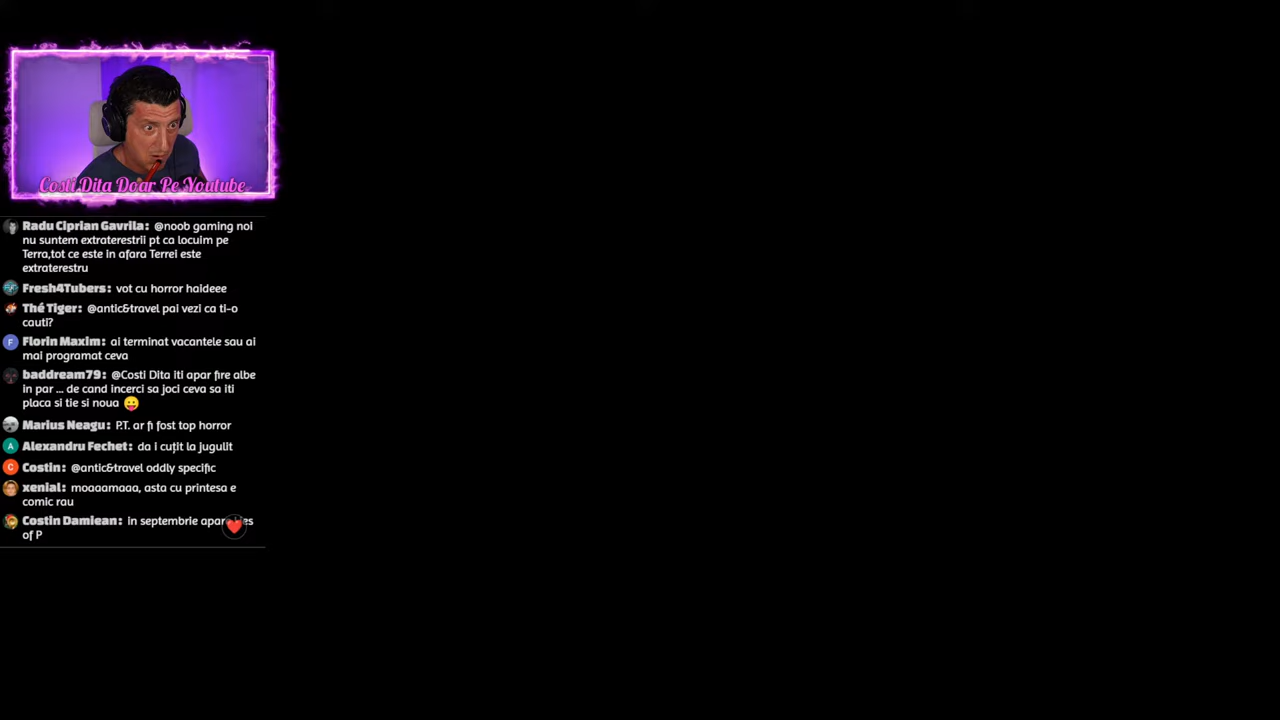 Costi Dita Doar Pe Youtube
Radu Ciprian Gavrila: @noob gaming noi
nu suntem extraterestrii pt ca locuim pe
Terra,tot ce este in afara Terrei este
extraterestru
Fresh4Tubers: vot cu horror haideee
Thé Tiger: @antic&travel pai vezi ca ti-o
cauti?
F Florin Maxim: ai terminat vacantele sau ai
mai programat ceva
baddream79: @Costi Dita iti apar fire albe
in par ... de cand incerci sa joci ceva sa iti
placa si tie si noua 😛
Marius Neagu: P.T. ar fi fost top horror
A Alexandru Fechet: da i cuțit la jugulit
C Costin: @antic&travel oddly specific
xenial: moaaamaaa, asta cu printesa e
comic rau
Costin Damiean: in septembrie apar
of P